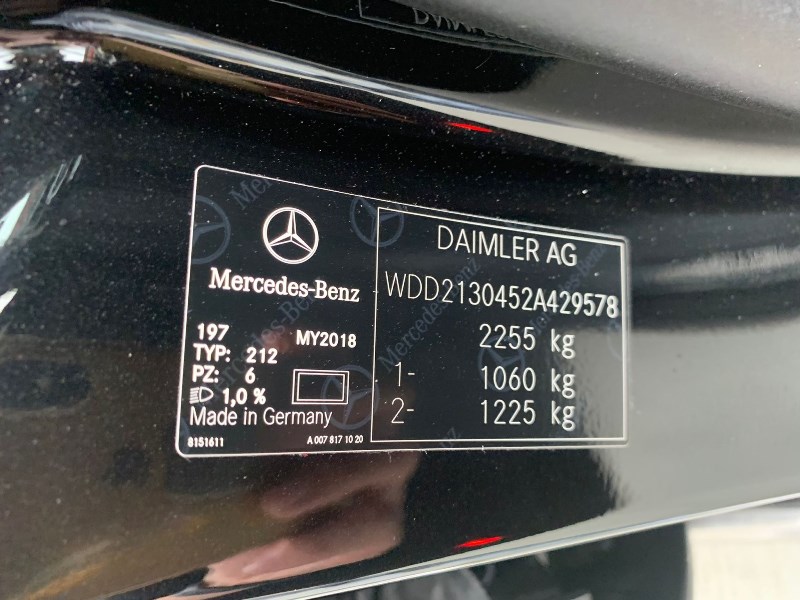 Mercedes-Benz
197 MY2018
TYP: 212
PZ: 6
1,0 %
Made in Germany
8151611 A 007 817 10 20
DAIMLER AG
WDD2130452A429578
2255 kg
1- 1060 kg
2- 1225 kg